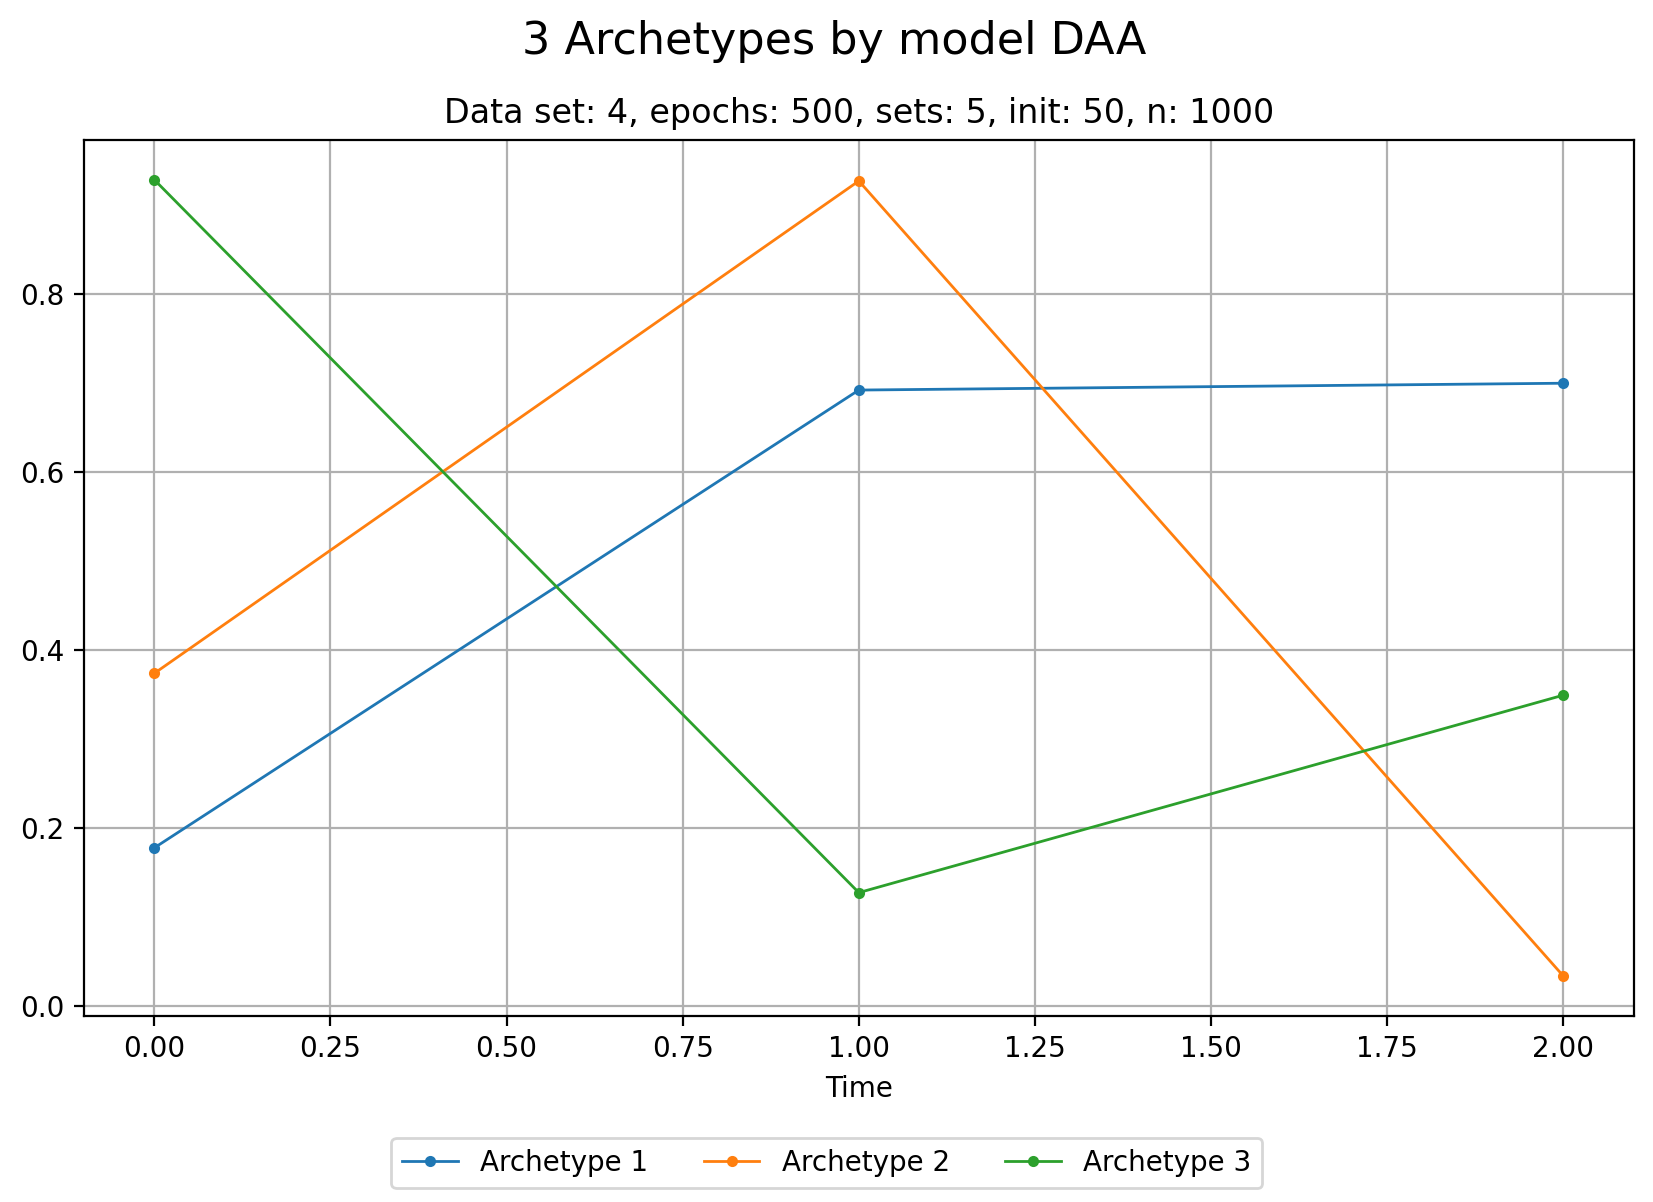 3 Archetypes by model DAA
Data set: 4, epochs: 500, sets: 5, init: 50, n: 1000
0.8
0.6
0.4
0.2
0.0
0.00 0.25 0.50 0.75 1.00 1.25 1.50 1.75 2.00
Time
Archetype 1 Archetype 2 Archetype 3